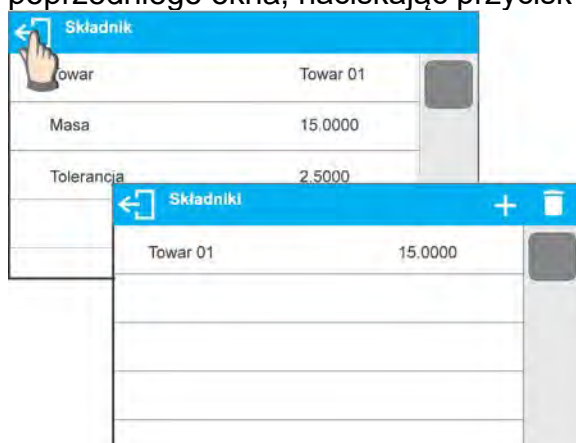 poprzedniego okna, naciskając przycisk
Składnik
owar Towar 01
Masa 15.0000
Tolerancja 2.5000
Składniki
Towar 01 15.0000